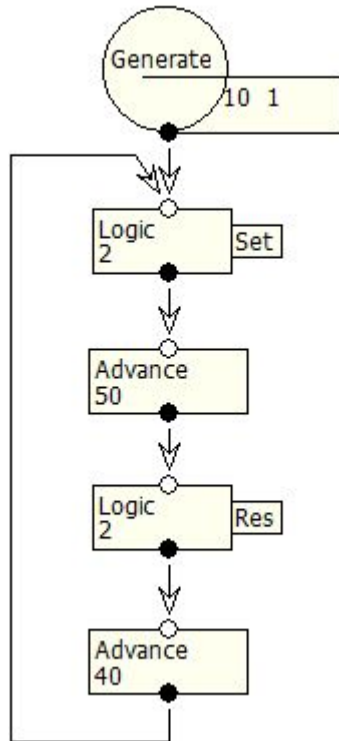 Generate
10 1
Logic
2
Set
Advance
50
Logic
2
Res
Advance
40